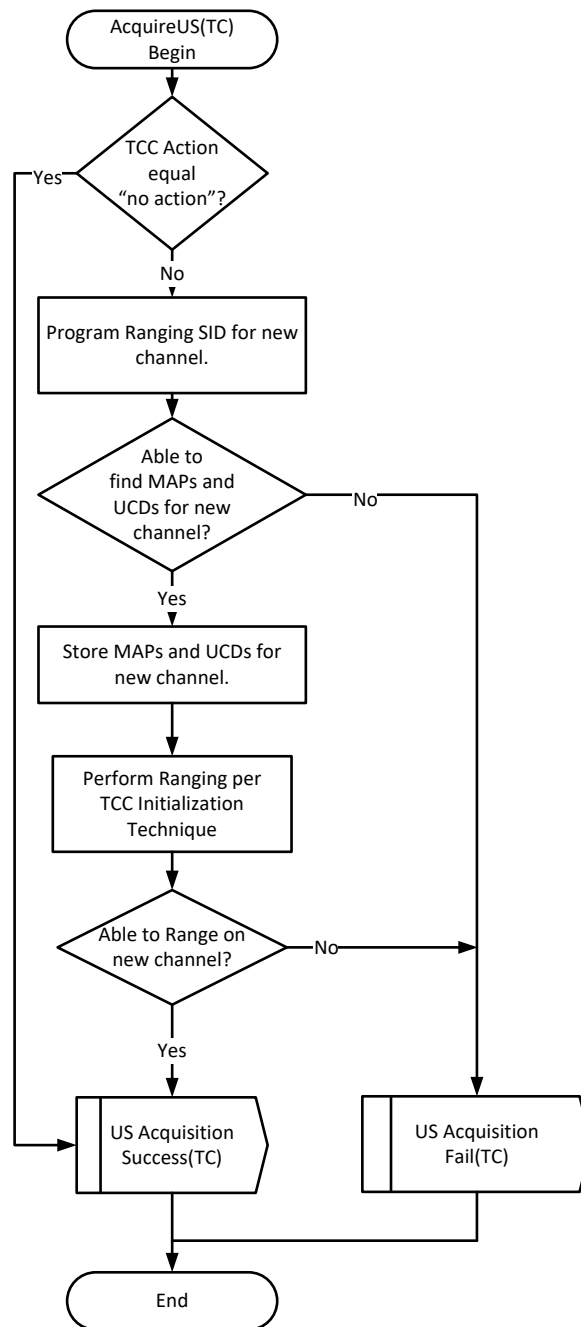 AcquireUS(TC)
Begin
TCC Action
equal
“no action”?
Yes
No
Program Ranging SID for new
channel.
Able to
find MAPs and
UCDs for new
channel?
No
Yes
Store MAPs and UCDs for
new channel.
Perform Ranging per
TCC Initialization
Technique
Able to Range on
new channel?
No
Yes
US Acquisition
Success(TC)
US Acquisition
Fail(TC)
End